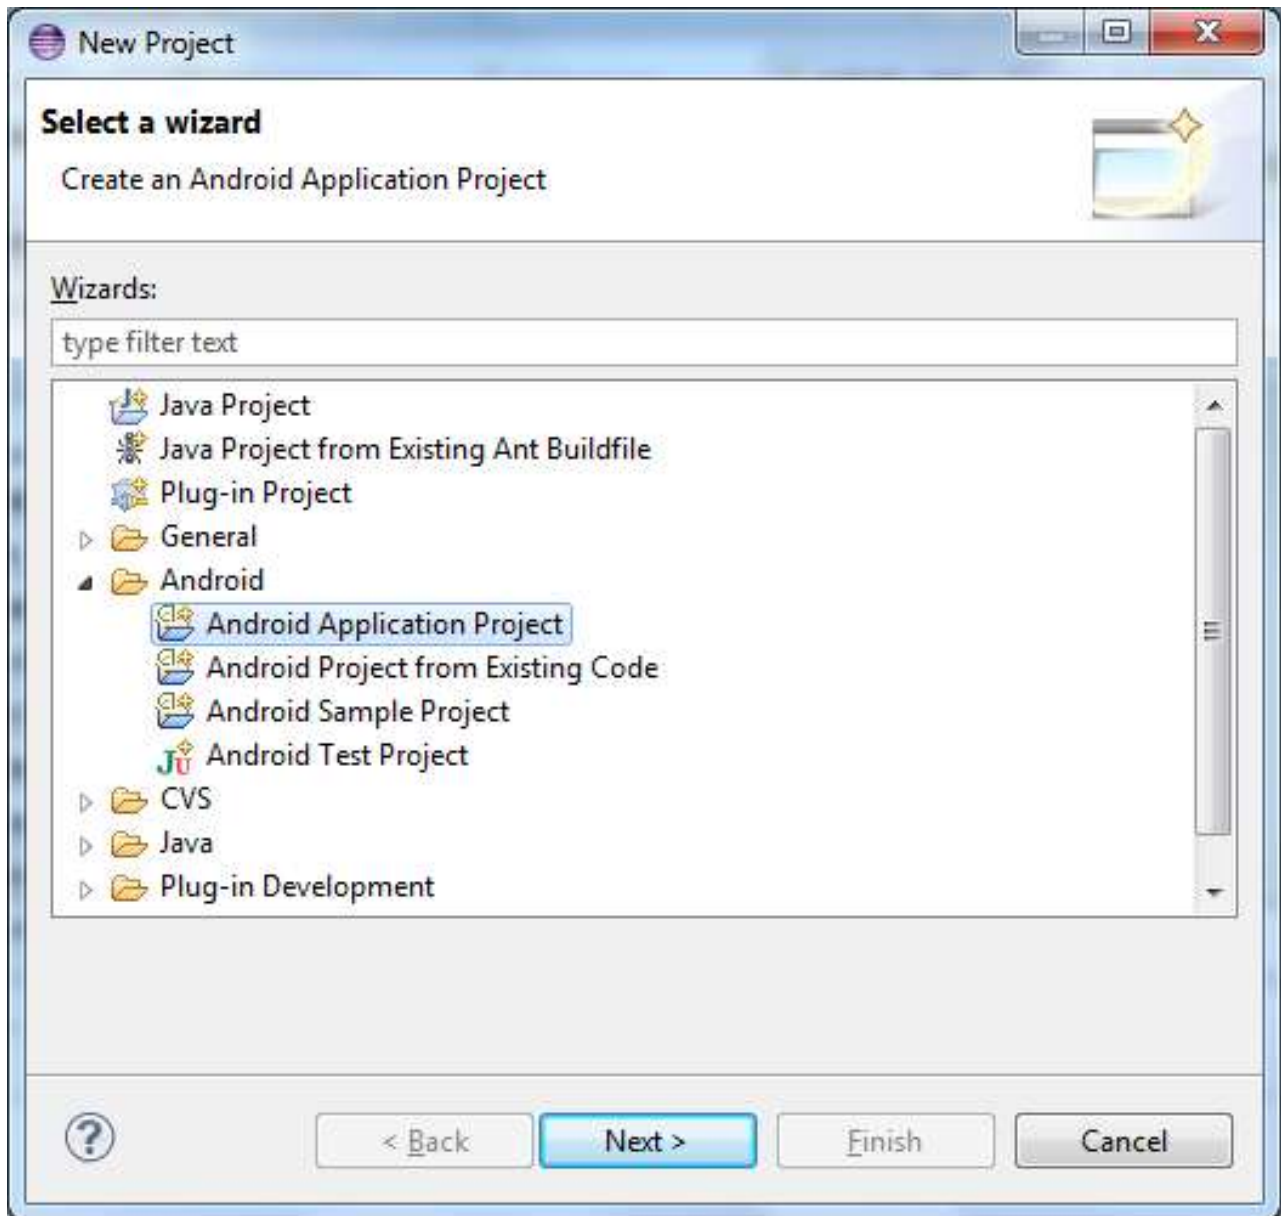 New Project
Select a wizard
Create an Android Application Project
Wizards:
type filter text
Java Project
Java Project from Existing Ant Buildfile
Plug-in Project
General
Android
Android Application Project
Android Project from Existing Code
Android Sample Project
Android Test Project
CVS
Java
Plug-in Development
< Back Next > Finish Cancel